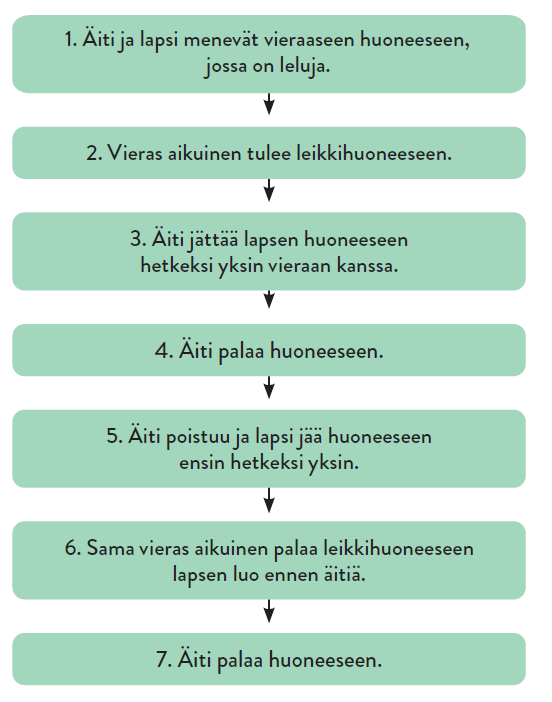 1. Äiti ja lapsi menevät vieraaseen huoneeseen,
jossa on leluja.
2. Vieras aikuinen tulee leikkihuoneeseen.
3. Äiti jättää lapsen huoneeseen
hetkeksi yksin vieraan kanssa.
4. Äiti palaa huoneeseen.
5. Äiti poistuu ja lapsi jää huoneeseen
ensin hetkeksi yksin.
6. Sama vieras aikuinen palaa leikkihuoneeseen
lapsen luo ennen äitiä.
7. Äiti palaa huoneeseen.